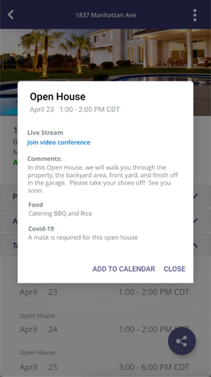 1837 Manhattan Ave
Open House
April 23 1:00 - 2:00 PM CDT
Live Stream
Join video conference
Comments:
In this Open House, we will walk you through the
property, the backyard area, front yard, and finish off
in the garage. Please take your shoes off! See you
soon.
Food
Catering BBQ and Rice
Covid-19
A mask is required for this open house
ADD TO CALENDAR CLOSE
April 23 1:00 - 2:00 PM CDT
Open House
April 24 1:00 - 2:00 PM CDT
Open House
April 25 3:00 - 6:00 PM CDT